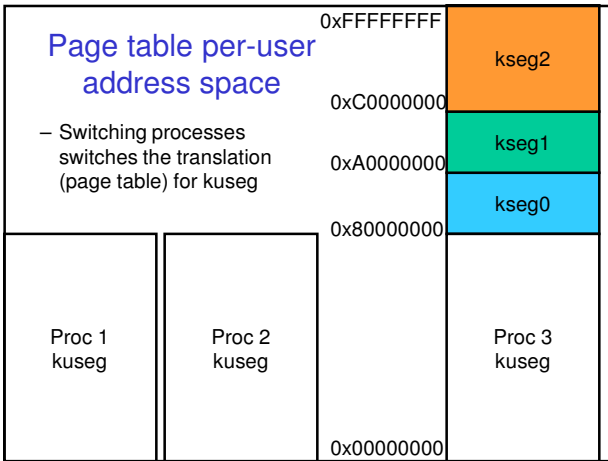 Page table per-user
address space
– Switching processes
switches the translation
(page table) for kuseg
0xFFFFFFFF
kseg2
0xC0000000
kseg1
0xA0000000
kseg0
0x80000000
Proc 1
kuseg
Proc 2
kuseg
Proc 3
kuseg
0x00000000